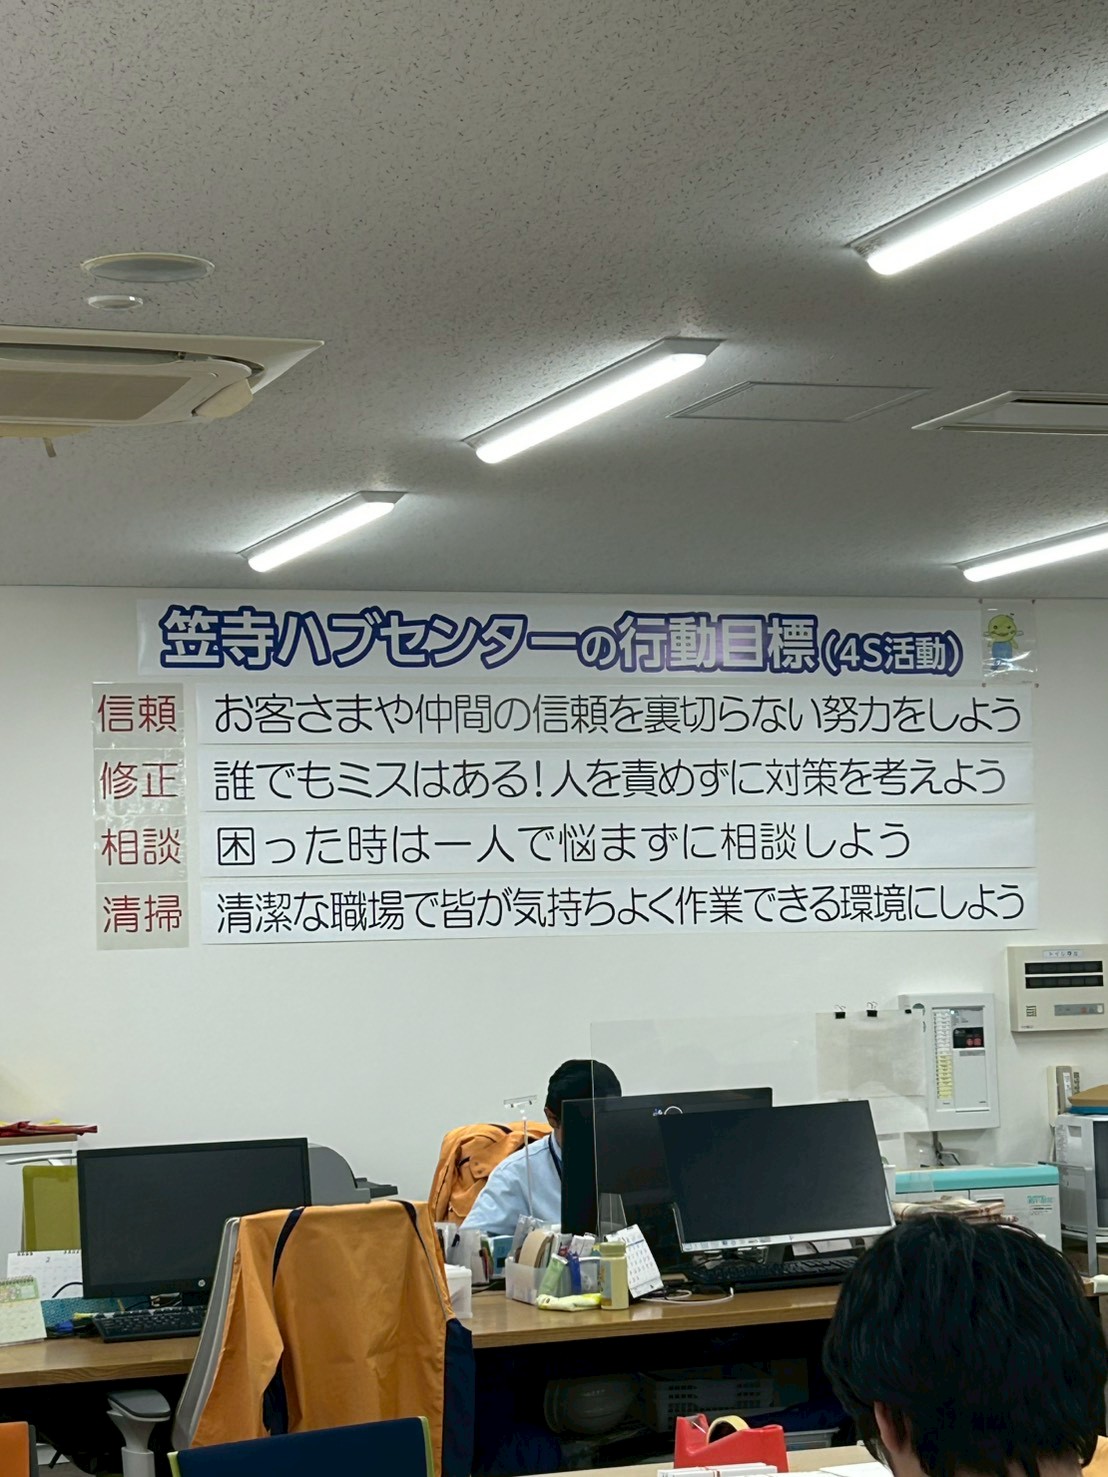 笠寺ハブセンターの行動目標(4S活動)
信頼 お客さまや仲間の信頼を裏切らない努力をしよう
修正 誰でもミスはある!人を責めずに対策を考えよう
相談 困った時は一人で悩まずに相談しよう
清掃 清潔な職場で皆が気持ちよく作業できる環境にしよう